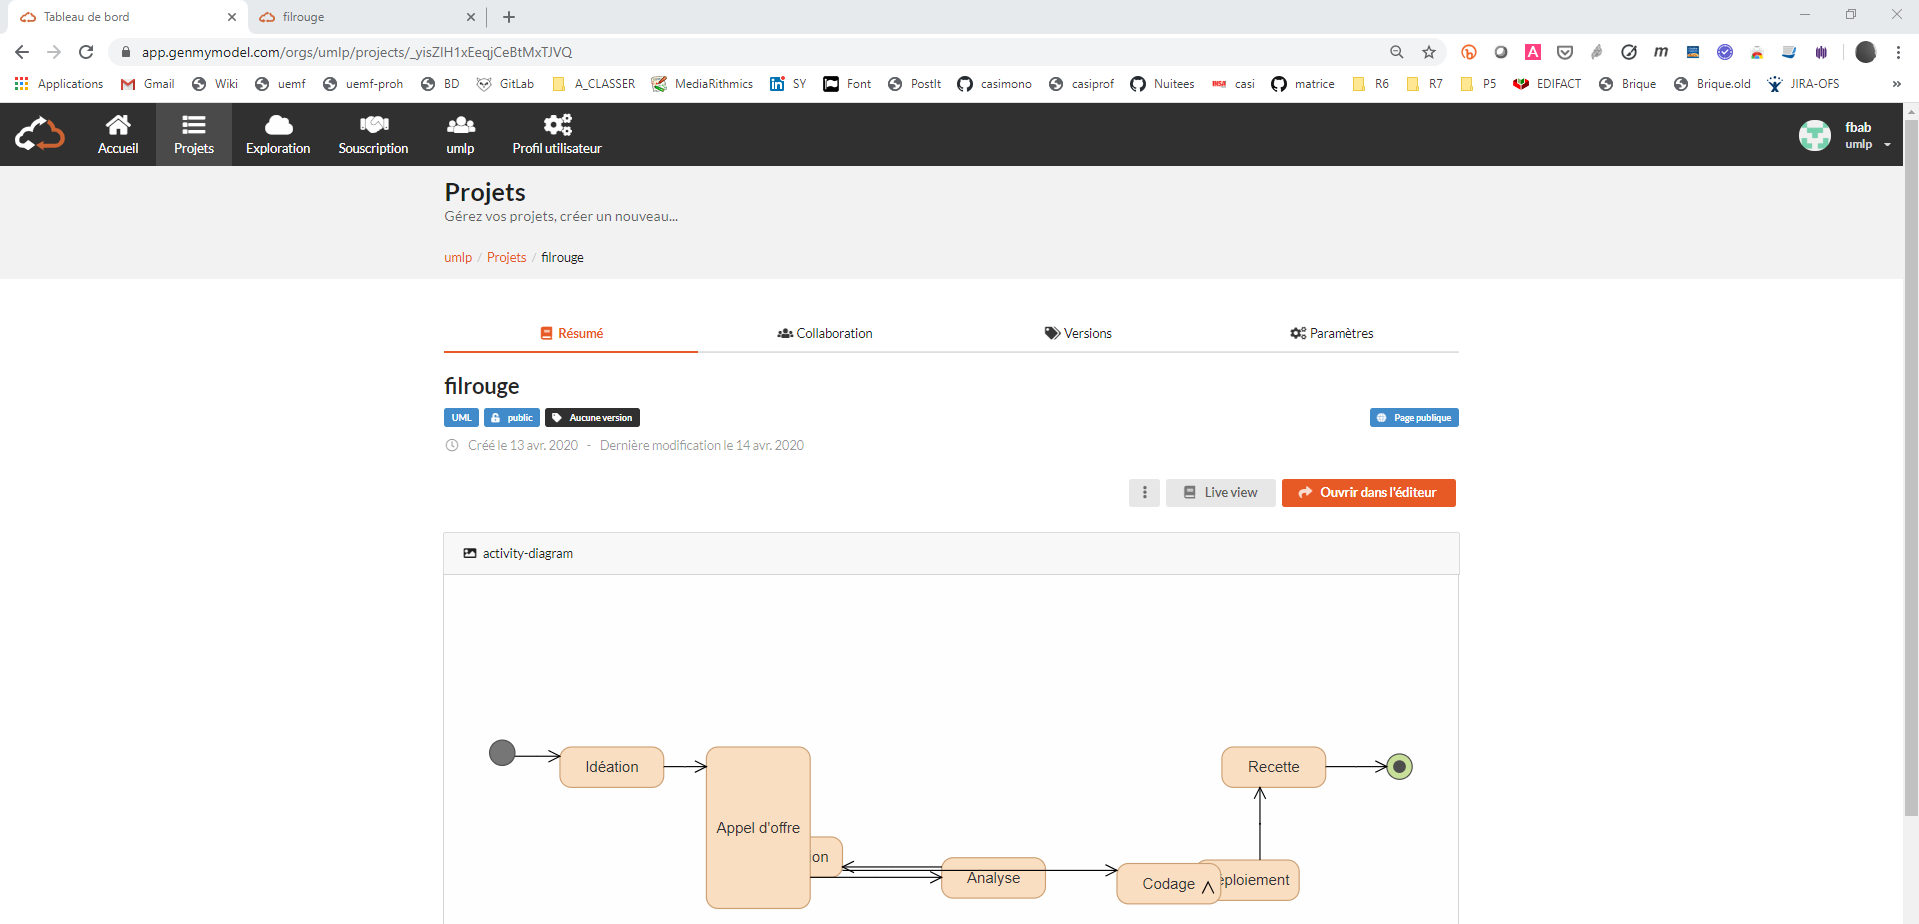 Tableau de bord
filrouge
app.genmymodel.com/orgs/umlp/projects/_yisZIH1xEeqjCeBtMxTJVQ
Applications Gmail Wiki uemf uemf-proh BD GitLab A_CLASSER MediaRithmics SY Font PostIt casimono casiprof Nuitees casi matrice R6 R7 P5 EDIFACT Brique Brique.old JIRA-OFS »
Accueil Projets Exploration Souscription umlp Profil utilisateur
fbab
umlp
Projets
Gérez vos projets, créer un nouveau...
umlp / Projets / filrouge
Résumé Collaboration Versions Paramètres
filrouge
UML public Aucune version Page publique
Créé le 13 avr. 2020 - Dernière modification le 14 avr. 2020
Live view Ouvrir dans l'éditeur
activity-diagram
Idéation
Recette
Appel d'offre
ion
Analyse
Codage
éploiement